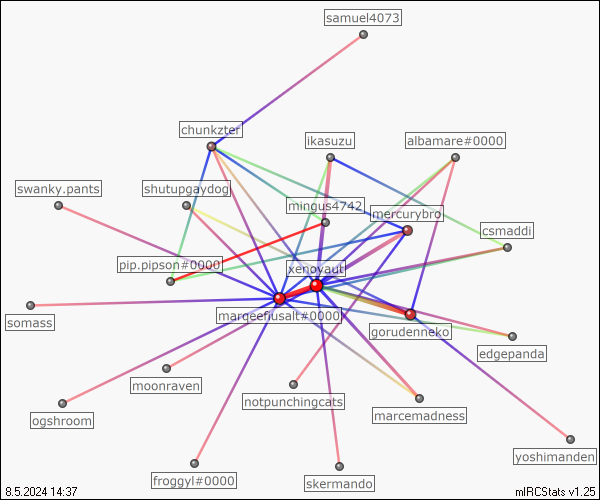 samuel4073
chunkzter
ikasuzu
albamare#0000
swanky.pants
shutupgaydog
mingus4742
mercurybro
csmaddi
pip.pipson#0000
xenovaut
marqeefiusalt#0000
somass
gorudenneko
edgepanda
moonraven
notpunchingcats
marcemadness
ogshroom
yoshimanden
froggyl#0000
skermando
8.5.2024 14:37
mIRCStats v1.25